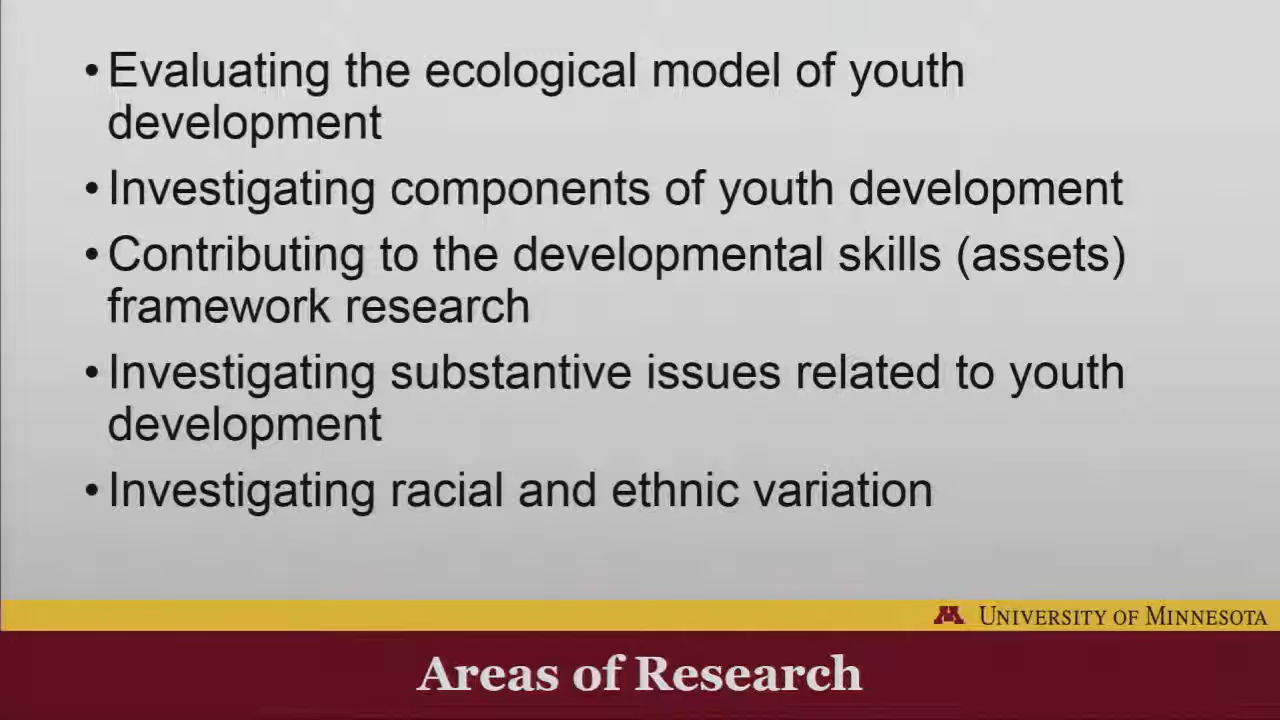 • Evaluating the ecological model of youth
development
• Investigating components of youth development
• Contributing to the developmental skills (assets)
framework research
• Investigating substantive issues related to youth
development
• Investigating racial and ethnic variation
M UNIVERSITY OF MINNESOTA
Areas of Research